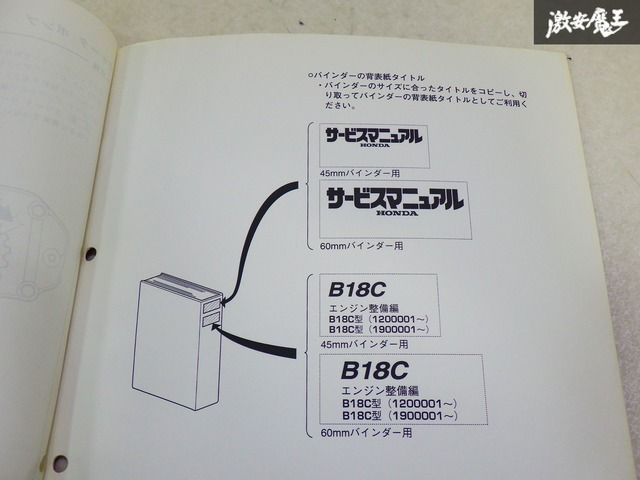 激安魔王
○バインダーの背表紙タイトル
・バインダーのサイズに合ったタイトルをコピーし、切
り取ってバインダーの背表紙タイトルとしてご利用く
ださい。
サービスマニュアル
HONDA
45mmバインダー用
サービスマニュアル
HONDA
60mmバインダー用
B18C
エンジン整備編
B18C型（1200001～）
B18C型（1900001～）
45mmバインダー用
B18C
エンジン整備編
B18C型（1200001～）
B18C型（1900001～）
60mmバインダー用